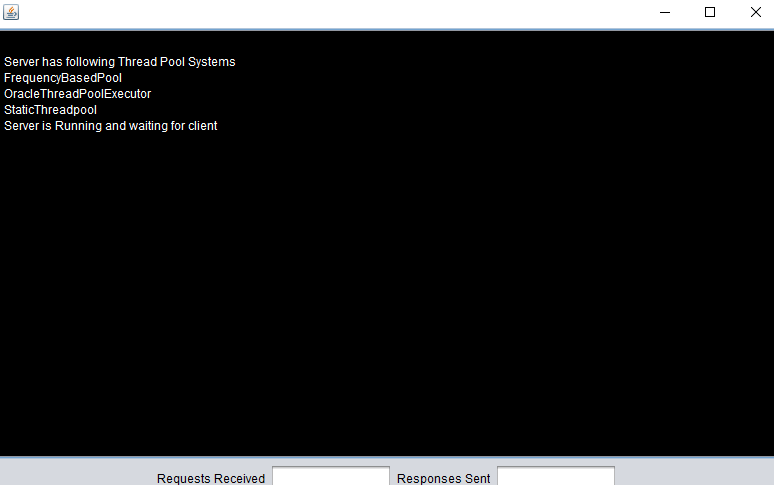 Server has following Thread Pool Systems
FrequencyBasedPool
OracleThreadPoolExecutor
StaticThreadpool
Server is Running and waiting for client
Requests Received
Responses Sent